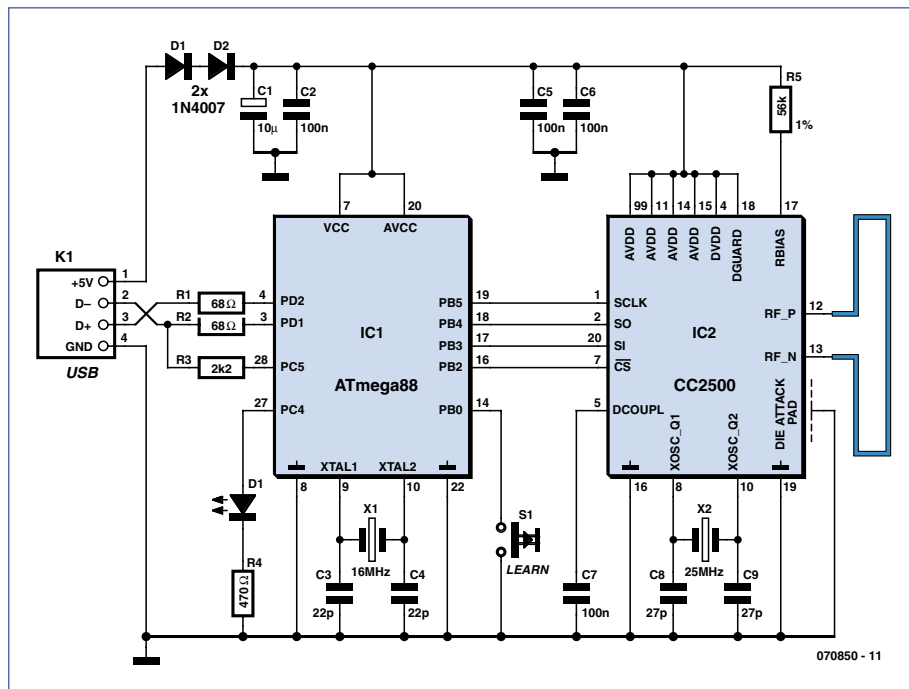 D1
D2
2x
1N4007
C1
10µ
C2
100n
C5
100n
C6
100n
R5
56k
1%
7
20
VCC
AVCC
99
11
14
15
4
18
17
AVDD
AVDD
AVDD
AVDD
DVDD
DGUARD
RBIAS
K1
+5V
1
D–
2
D+
3
GND
4
USB
R1
68Ω
4
PD2
R2
68Ω
3
PD1
R3
2k2
28
PC5
27
PC4
IC1
ATmega88
PB5
19
PB4
18
PB3
17
PB2
16
PB0
14
1
SCLK
2
SO
20
SI
7
CS
5
DCOUPL
IC2
CC2500
RF_P
12
RF_N
13
DIE ATTACK
PAD
XOSC_Q1
XOSC_Q2
XTAL1
XTAL2
8
9
10
22
16
8
10
19
D1
R4
470Ω
X1
16MHz
C3
22p
C4
22p
S1
LEARN
C7
100n
X2
25MHz
C8
27p
C9
27p
070850 - 11